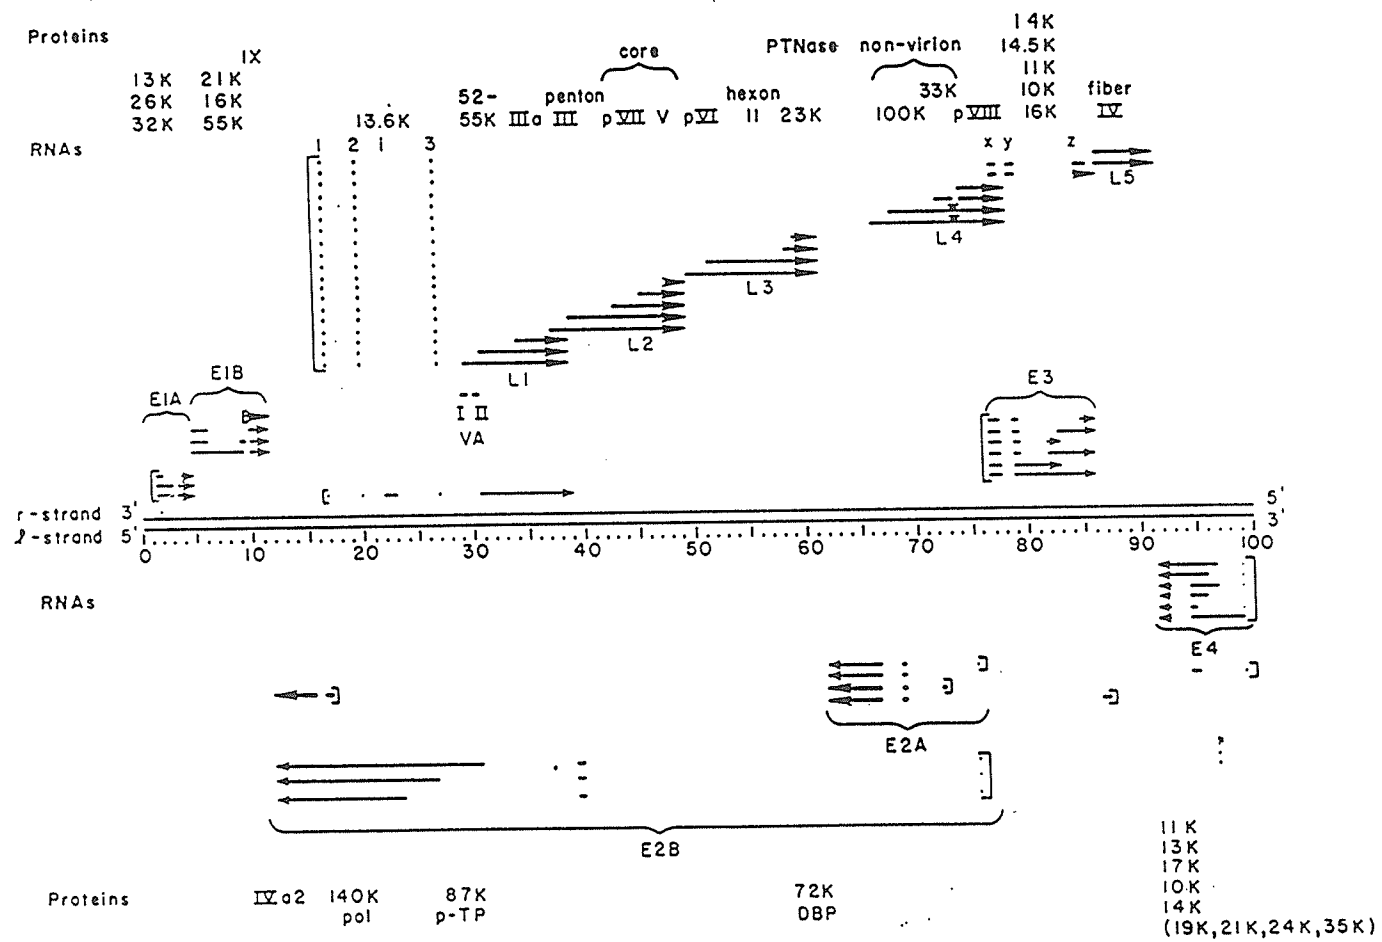 Proteins
IX
13K 21K
26K 16K
32K 55K
13.6K
52-
55K IIIa III
penton
core
pVII V pVI
hexon
II 23K
PTNase non-virion
33K
100K pVIII
14K
14.5K
11K
10K
16K
fiber
IV
RNAs
1 2 i 3
x y z
L5
L4
L3
L2
L1
E1A E1B
I II
VA
E3
r-strand 3' 5'
ℓ-strand 5' 3'
0 10 20 30 40 50 60 70 80 90 100
RNAs
E4
E2A
E2B
Proteins
IVa2 140K 87K 72K
pol p-TP DBP
11K
13K
17K
10K
14K
(19K,21K,24K,35K)